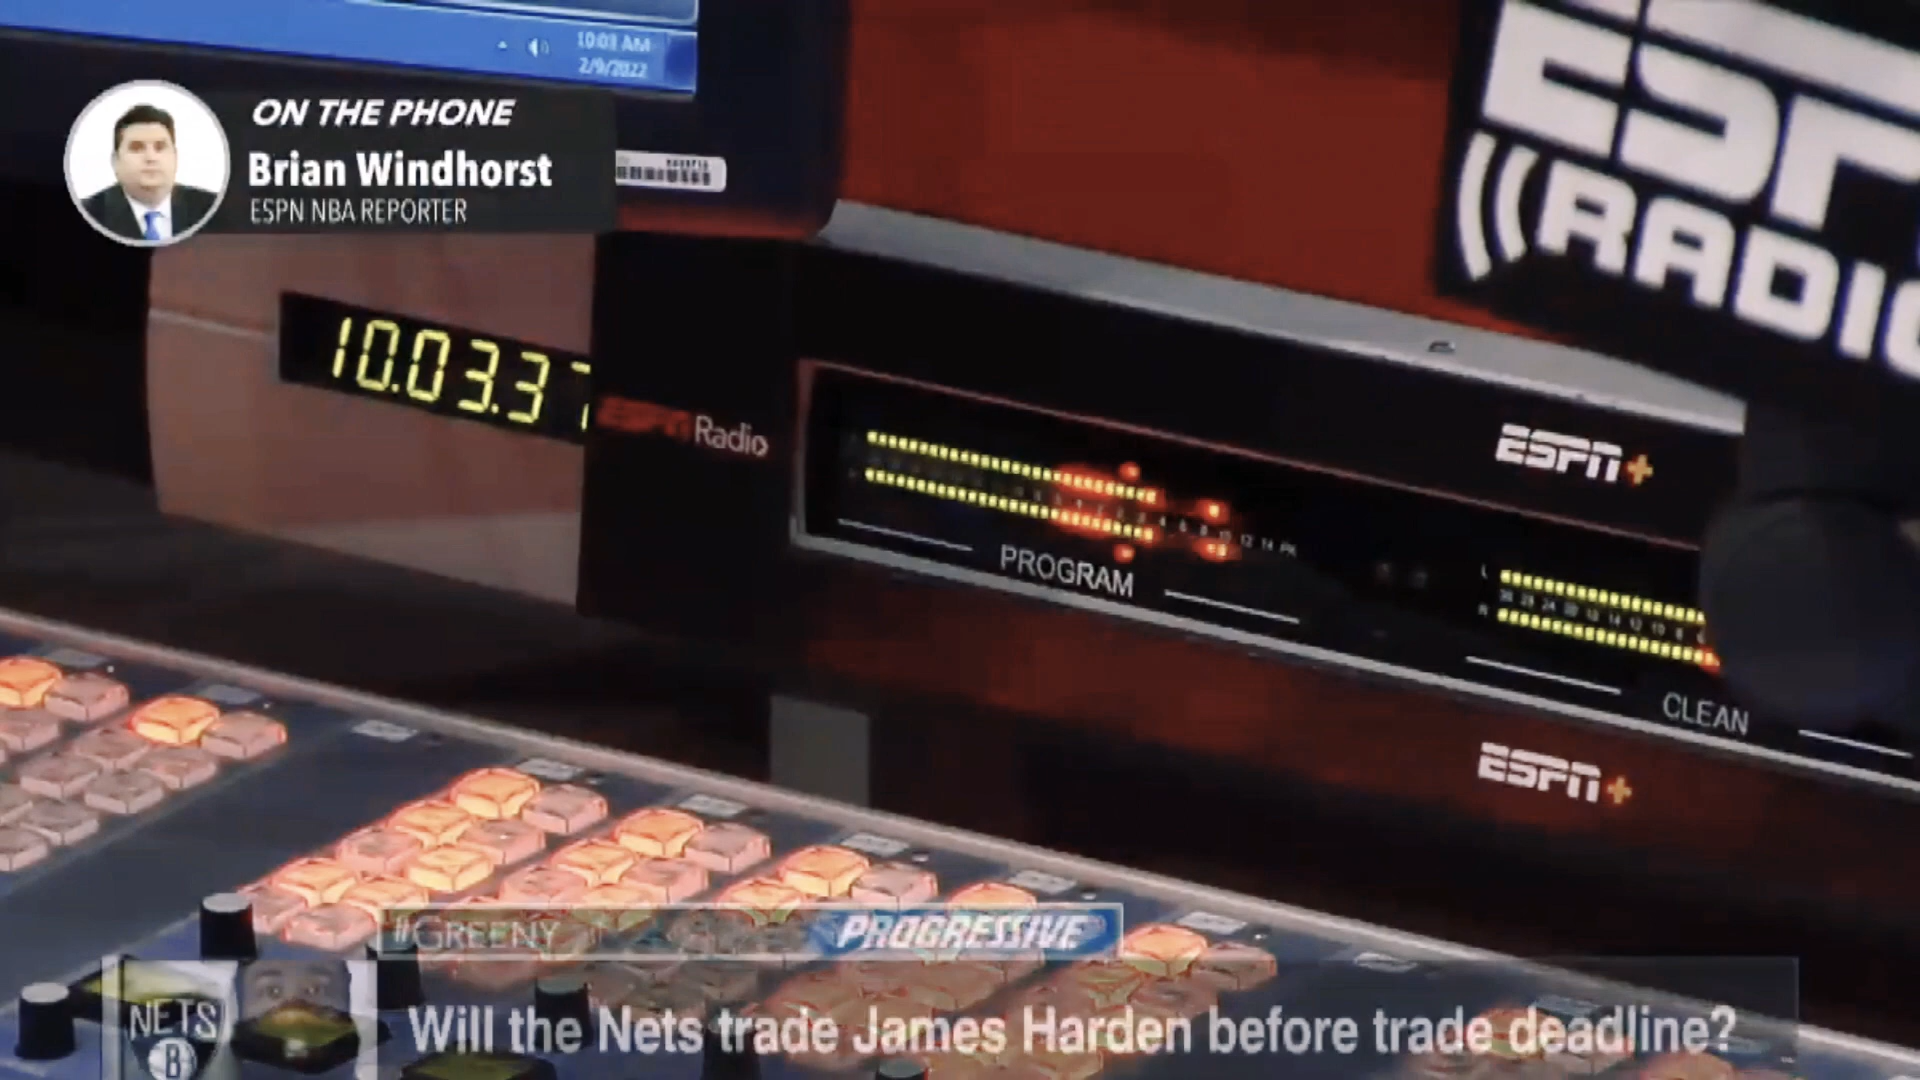 10:03 AM
2/9/2022
ON THE PHONE
Brian Windhorst
ESPN NBA REPORTER
ESPN
RADIO
10.03.37
ESPN Radio
ESPN+
PROGRAM
CLEAN
ESPN+
#GREENY
PROGRESSIVE
NETS
B
Will the Nets trade James Harden before trade deadline?